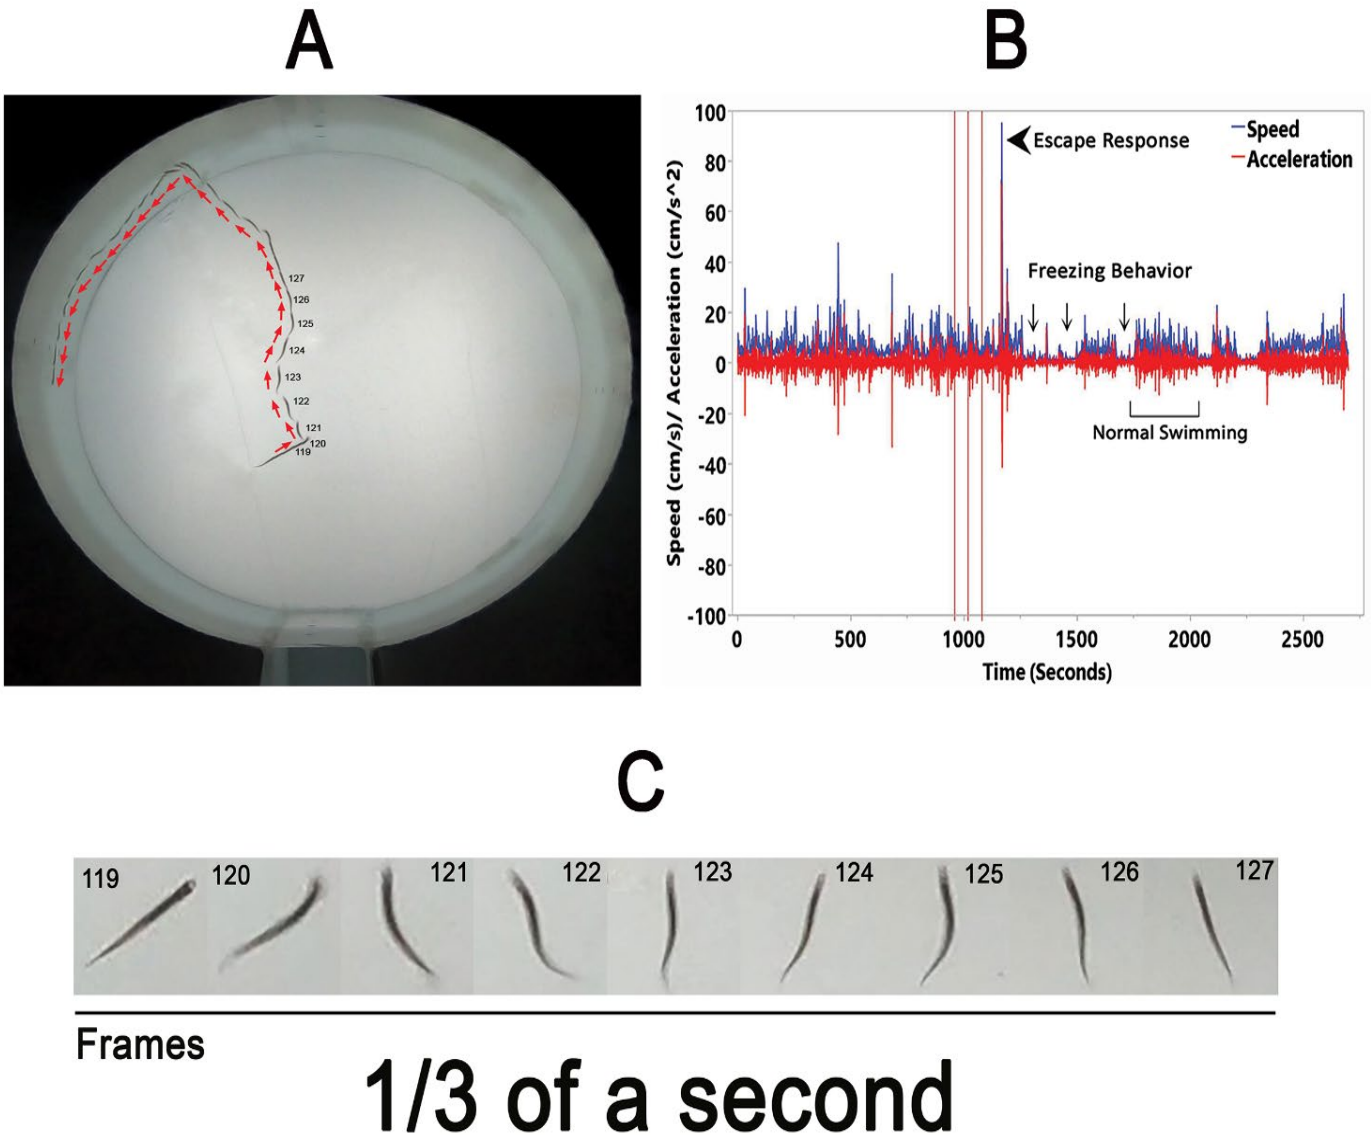 A
127
126
125
124
123
122
121
120
119
B
Speed (cm/s)/ Acceleration (cm/s^2)
100
80
60
40
20
0
-20
-40
-60
-80
-100
Escape Response
Speed
Acceleration
Freezing Behavior
Normal Swimming
0 500 1000 1500 2000 2500
Time (Seconds)
C
119 120 121 122 123 124 125 126 127
Frames
1/3 of a second